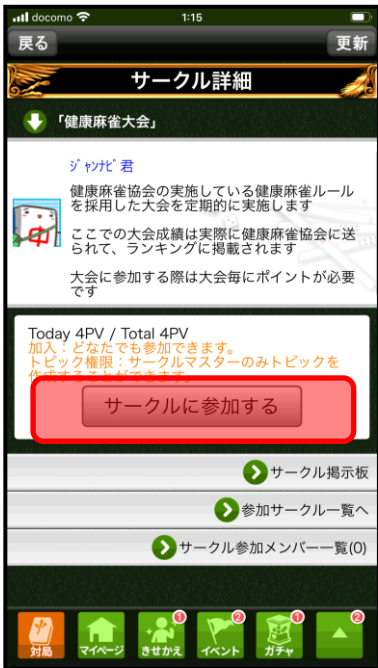 docomo
1:15
戻る
更新
サークル詳細
「健康麻雀大会」
ｼﾞｬﾝﾅﾋﾞ君
健康麻雀協会の実施している健康麻雀ルール
を採用した大会を定期的に実施します
ここでの大会成績は実際に健康麻雀協会に送
られて、ランキングに掲載されます
大会に参加する際は大会毎にポイントが必要
です
中
Today 4PV / Total 4PV
加入：どなたでも参加できます。
トピック権限：サークルマスターのみトピックを
作成することができます。
サークルに参加する
サークル掲示板
参加サークル一覧へ
サークル参加メンバー一覧(0)
1
2
1
2
対局
マイページ
きせかえ
イベント
ガチャ